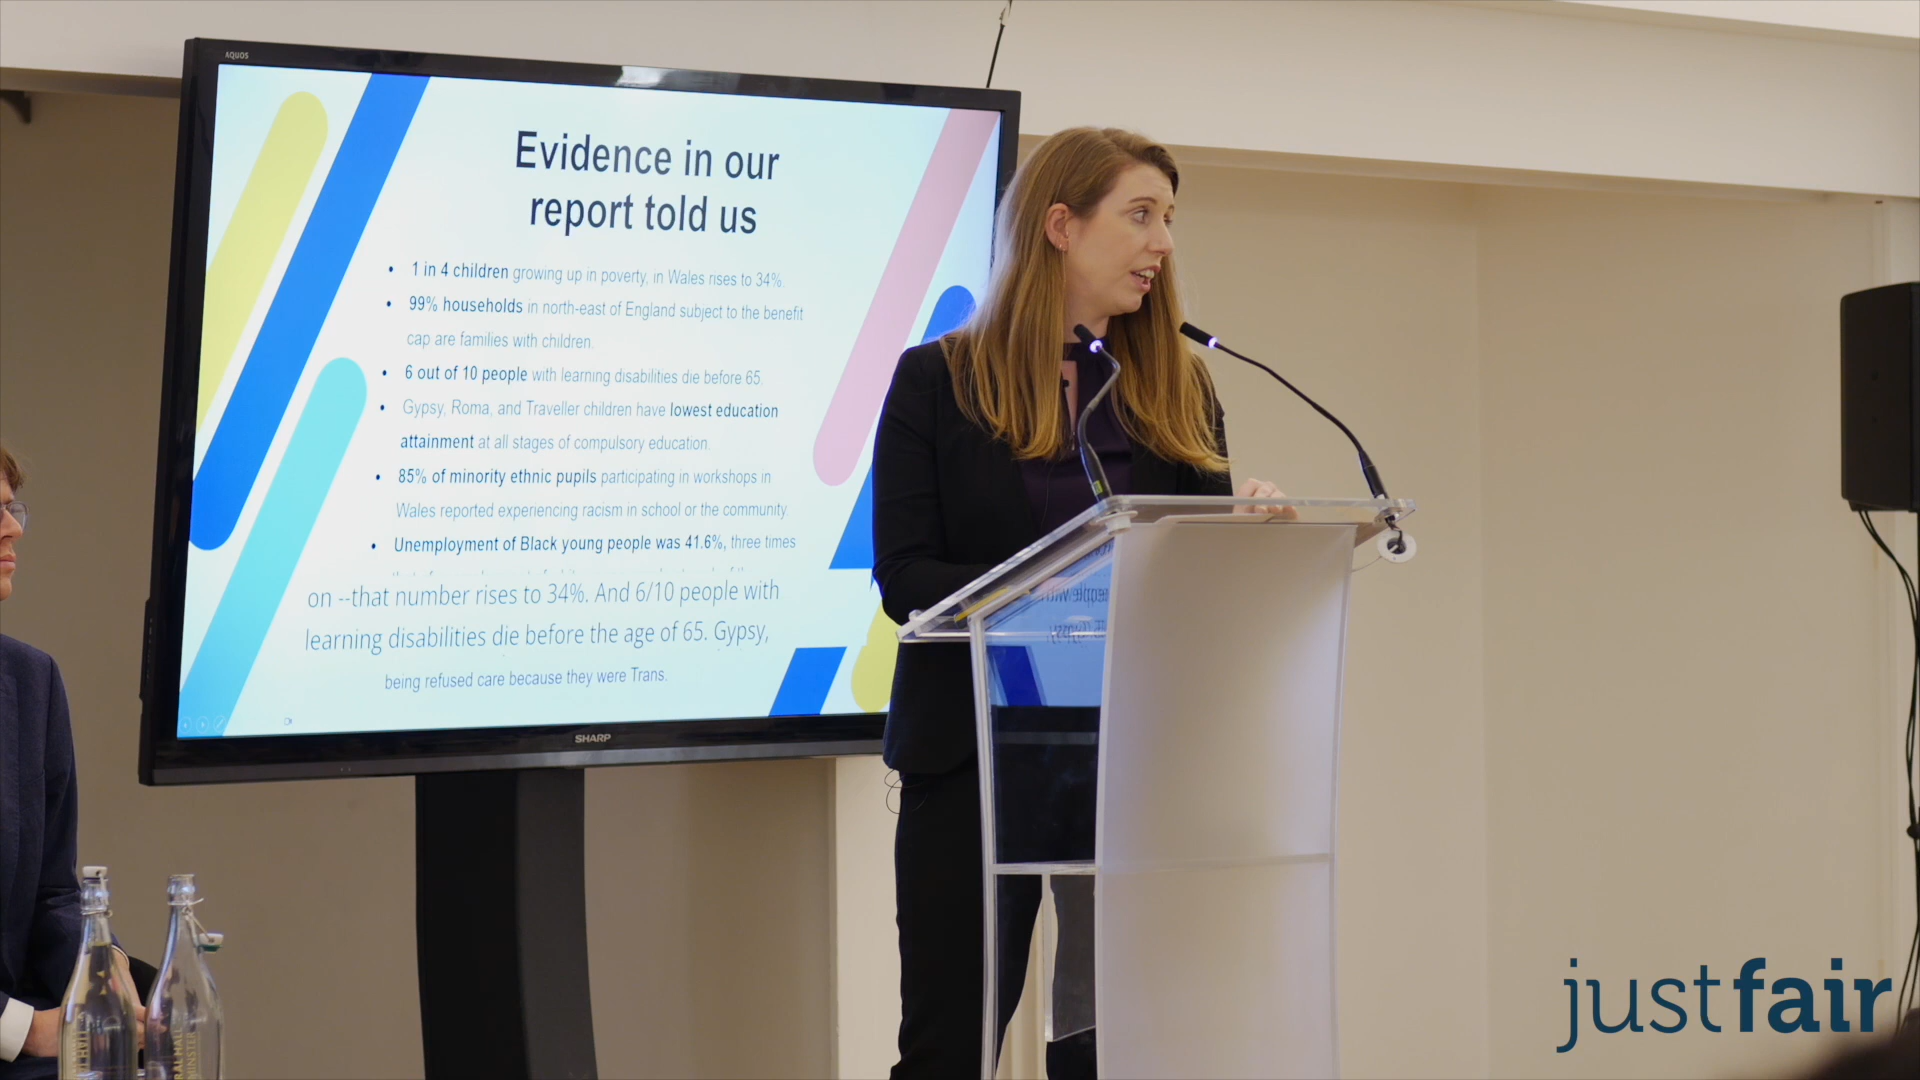 AQUOS
Evidence in our
report told us
• 1 in 4 children growing up in poverty, in Wales rises to 34%.
• 99% households in north-east of England subject to the benefit
cap are families with children.
• 6 out of 10 people with learning disabilities die before 65.
• Gypsy, Roma, and Traveller children have lowest education
attainment at all stages of compulsory education.
• 85% of minority ethnic pupils participating in workshops in
Wales reported experiencing racism in school or the community.
• Unemployment of Black young people was 41.6%, three times
on --that number rises to 34%. And 6/10 people with
learning disabilities die before the age of 65. Gypsy,
being refused care because they were Trans.
SHARP
justfair